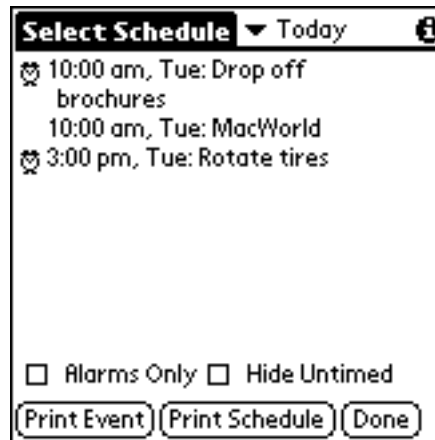 Select Schedule Today
10:00 am, Tue: Drop off
brochures
10:00 am, Tue: MacWorld
3:00 pm, Tue: Rotate tires
Alarms Only Hide Untimed
Print Event Print Schedule Done